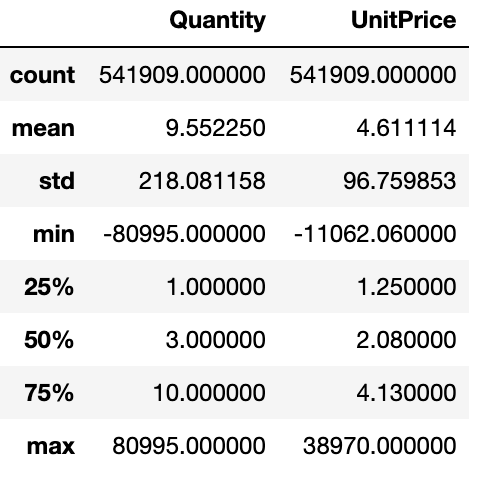 Quantity UnitPrice
count 541909.000000 541909.000000
mean 9.552250 4.611114
std 218.081158 96.759853
min -80995.000000 -11062.060000
25% 1.000000 1.250000
50% 3.000000 2.080000
75% 10.000000 4.130000
max 80995.000000 38970.000000